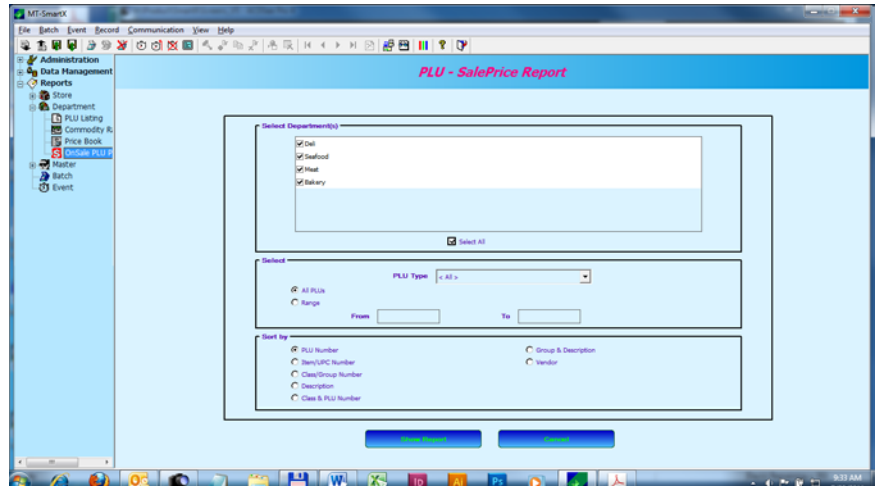 MT-SmartX
File Batch Event Record Communication View Help
Administration
Data Management
Reports
Store
Department
PLU Listing
Commodity R
Price Book
OnSale PLU P
Master
Batch
Event
PLU - SalePrice Report
Select Department(s)
Deli
Seafood
Meat
Bakery
Select All
Select
PLU Type < All >
All PLUs
Range
From To
Sort by
PLU Number Group & Description
Item/UPC Number Vendor
Class/Group Number
Description
Class & PLU Number
Show Report Cancel
9:33 AM